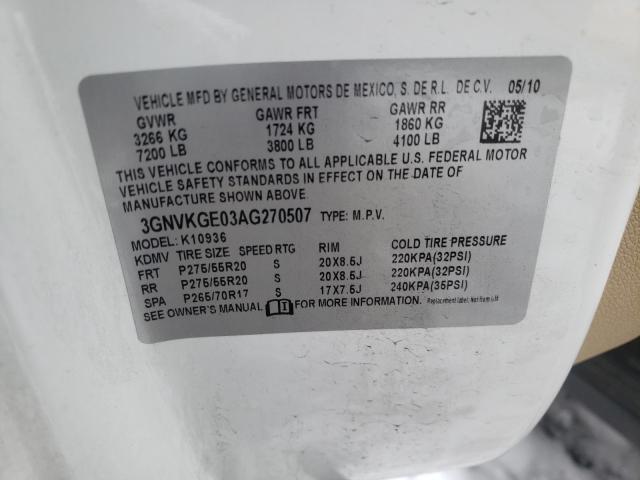 VEHICLE MFD BY GENERAL MOTORS DE MEXICO, S. DE R.L. DE C.V. 05/10
GVWR GAWR FRT GAWR RR
3266 KG 1724 KG 1860 KG
7200 LB 3800 LB 4100 LB
THIS VEHICLE CONFORMS TO ALL APPLICABLE U.S. FEDERAL MOTOR
VEHICLE SAFETY STANDARDS IN EFFECT ON THE DATE OF
MANUFACTURE SHOWN ABOVE
3GNVKGE03AG270507 TYPE: M.P.V.
MODEL: K10936
KDMV TIRE SIZE SPEED RTG RIM COLD TIRE PRESSURE
FRT P275/55R20 S 20X8.5J 220KPA(32PSI)
RR P275/55R20 S 20X8.5J 220KPA(32PSI)
SPA P265/70R17 S 17X7.5J 240KPA(35PSI)
SEE OWNER'S MANUAL FOR MORE INFORMATION. Replacement label, Not from